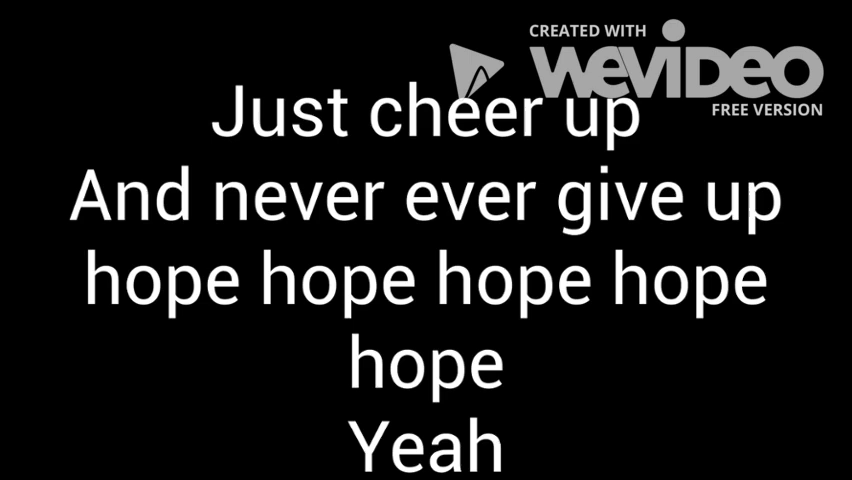 CREATED WITH
WEVIDEO
FREE VERSION
Just cheer up
And never ever give up
hope hope hope hope
hope
Yeah